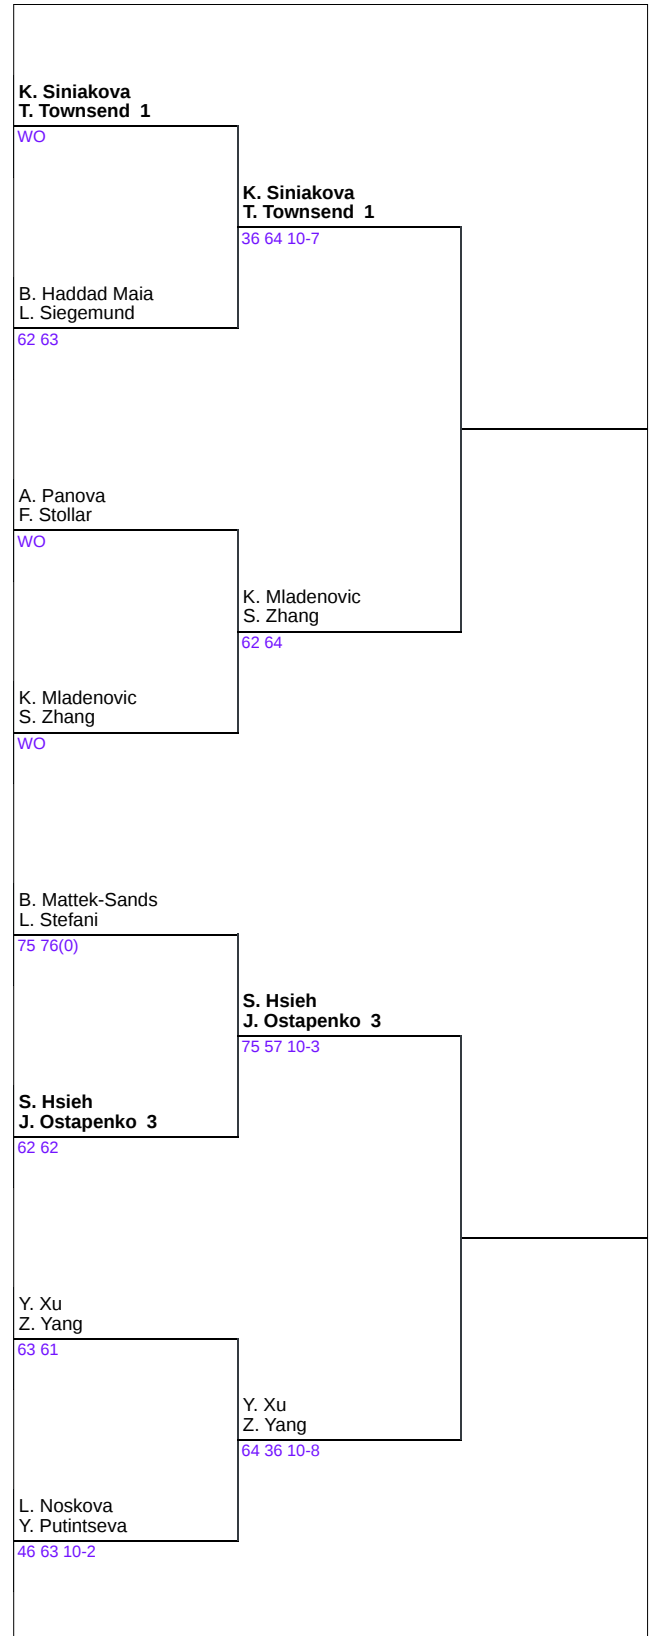 K. Siniakova
T. Townsend 1
WO
K. Siniakova
T. Townsend 1
36 64 10-7
B. Haddad Maia
L. Siegemund
62 63
A. Panova
F. Stollar
WO
K. Mladenovic
S. Zhang
62 64
K. Mladenovic
S. Zhang
WO
B. Mattek-Sands
L. Stefani
75 76(0)
S. Hsieh
J. Ostapenko 3
75 57 10-3
S. Hsieh
J. Ostapenko 3
62 62
Y. Xu
Z. Yang
63 61
Y. Xu
Z. Yang
64 36 10-8
L. Noskova
Y. Putintseva
46 63 10-2